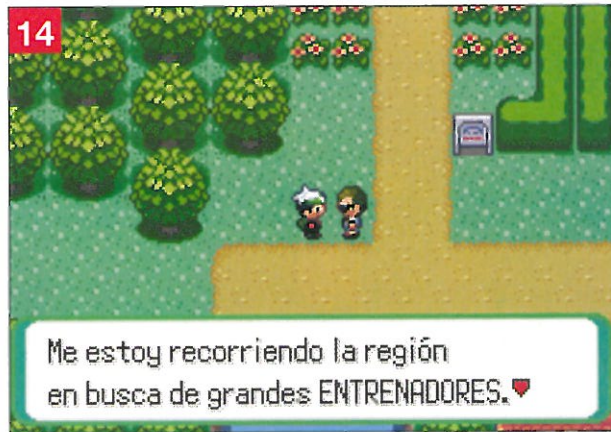 14
Me estoy recorriendo la región
en busca de grandes ENTRENADORES.▼